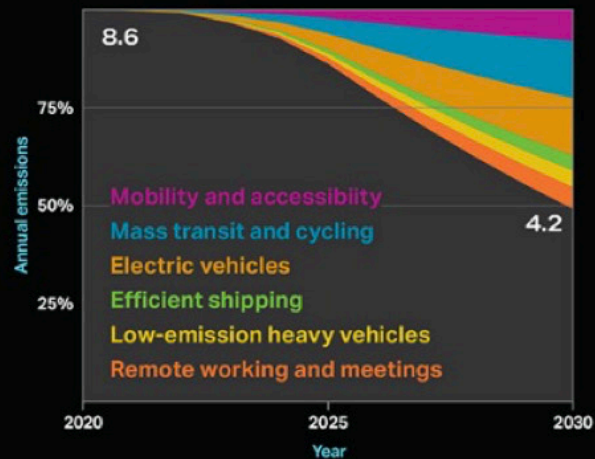 8.6
75%
Annual emissions
Mobility and accessibiity
50%
4.2
Mass transit and cycling
Electric vehicles
25%
Efficient shipping
Low-emission heavy vehicles
Remote working and meetings
2020
2025
2030
Year